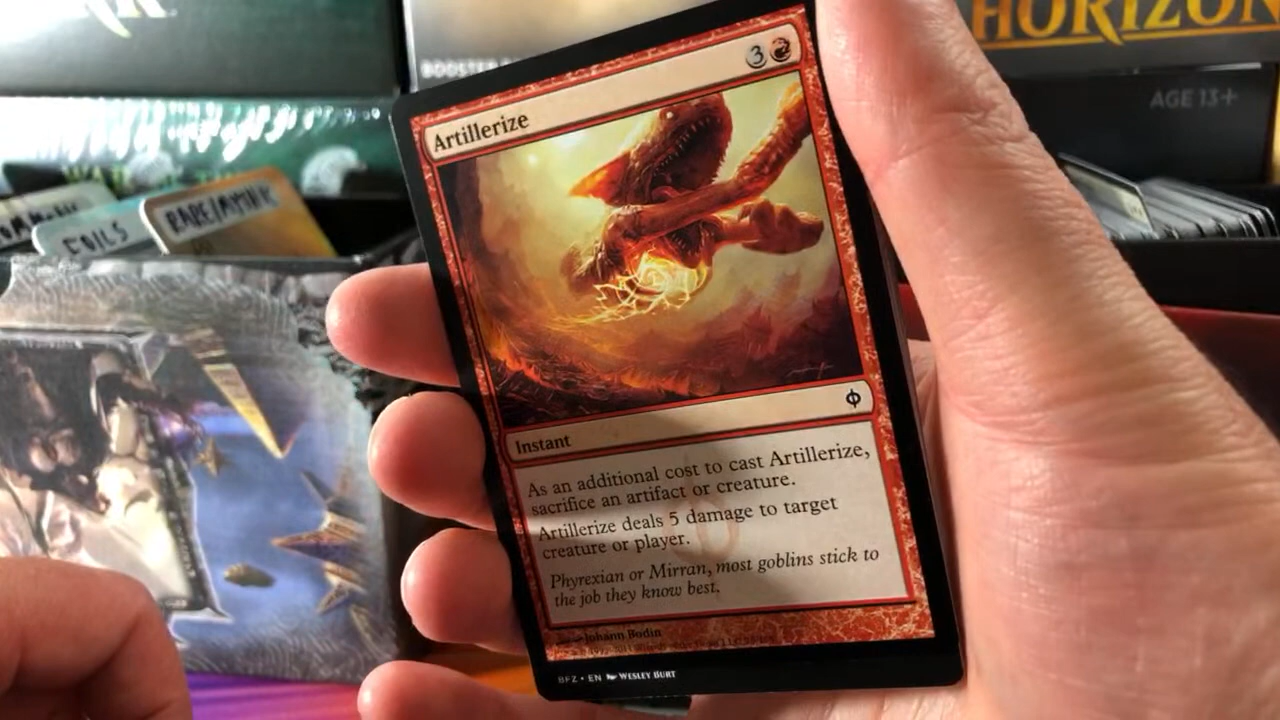 HORIZON
BOOSTER
AGE 13+
FOILS
RARE/MYTHIC
3
Artillerize
Instant
As an additional cost to cast Artillerize,
sacrifice an artifact or creature.
Artillerize deals 5 damage to target
creature or player.
Phyrexian or Mirran, most goblins stick to
the job they know best.
Johann Bodin
BFZ • EN WESLEY BURT